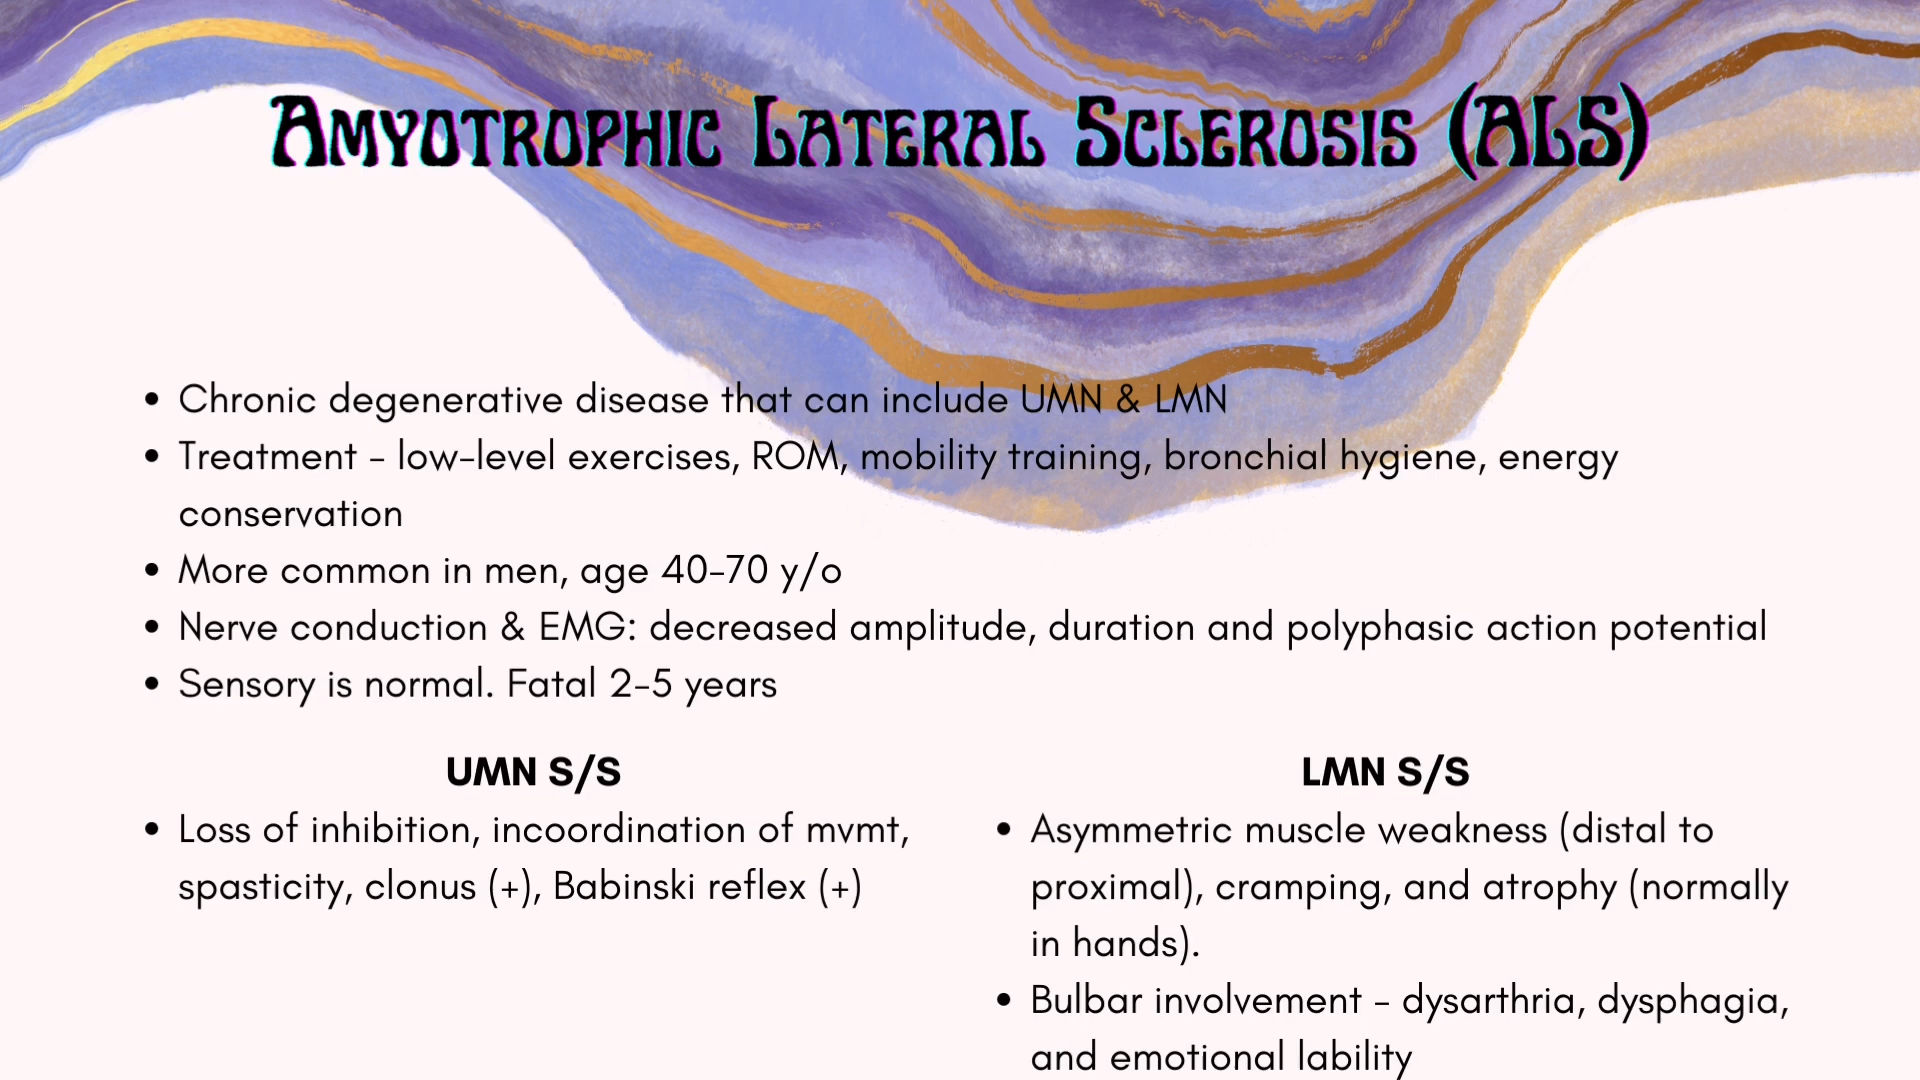 Amyotrophic Lateral Sclerosis (ALS)
• Chronic degenerative disease that can include UMN & LMN
• Treatment - low-level exercises, ROM, mobility training, bronchial hygiene, energy
conservation
• More common in men, age 40-70 y/o
• Nerve conduction & EMG: decreased amplitude, duration and polyphasic action potential
• Sensory is normal. Fatal 2-5 years
UMN S/S
• Loss of inhibition, incoordination of mvmt,
spasticity, clonus (+), Babinski reflex (+)
LMN S/S
• Asymmetric muscle weakness (distal to
proximal), cramping, and atrophy (normally
in hands).
• Bulbar involvement - dysarthria, dysphagia,
and emotional lability